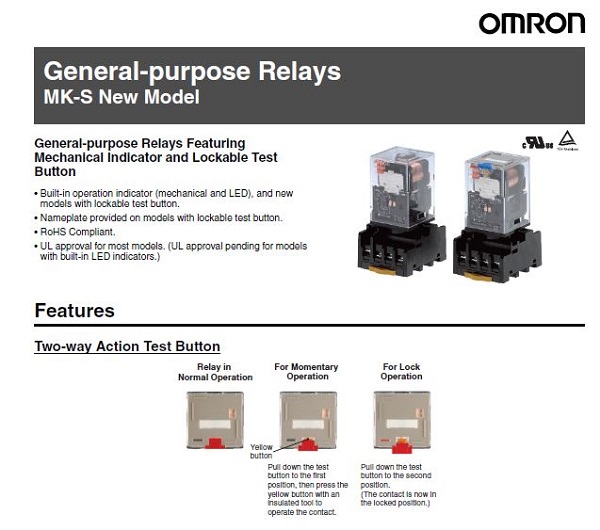 OMRON
General-purpose Relays
MK-S New Model
General-purpose Relays Featuring
Mechanical Indicator and Lockable Test
Button
• Built-in operation indicator (mechanical and LED), and new
models with lockable test button.
• Nameplate provided on models with lockable test button.
• RoHS Compliant.
• UL approval for most models. (UL approval pending for models
with built-in LED indicators.)
Features
Two-way Action Test Button
Relay in
Normal Operation
For Momentary
Operation
For Lock
Operation
Yellow
button
Pull down the test
button to the first
position, then press the
yellow button with an
insulated tool to
operate the contact.
Pull down the test
button to the second
position.
(The contact is now in
the locked position.)